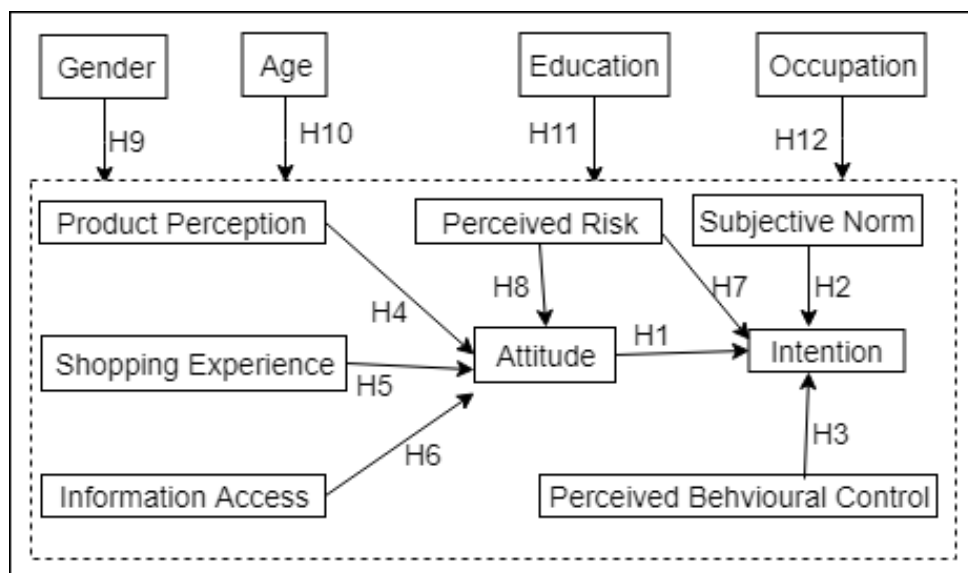 Gender
Age
Education
Occupation
H9
H10
H11
H12
Product Perception
Perceived Risk
Subjective Norm
H4
H8
H7
H2
Shopping Experience
H5
Attitude
H1
Intention
H6
H3
Information Access
Perceived Behvioural Control